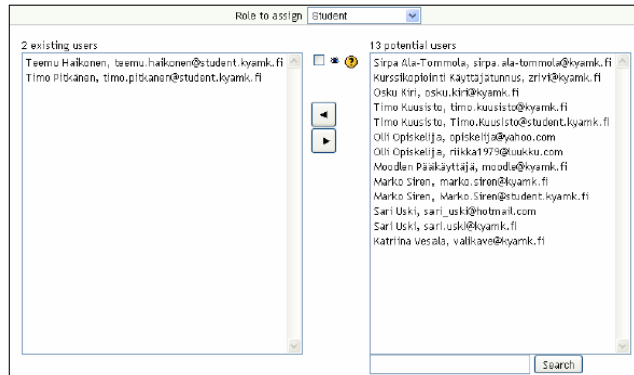 Role to assign Student
2 existing users
Teemu Haikonen, teemu.haikonen@student.kyamk.fi
Timo Pitkänen, timo.pitkanen@student.kyamk.fi
?
13 potential users
Sirpa Ala-Tommola, sirpa.ala-tommola@kyamk.fi
Kurssikopiointi Käyttäjätunnus, zrivi@kyamk.fi
Osku Kiri, osku.kiri@kyamk.fi
Timo Kuusisto, timo.kuusisto@kyamk.fi
Timo Kuusisto, Timo.Kuusisto@student.kyamk.fi
Olli Opiskelija, opiskelija@yahoo.com
Olli Opiskelija, riikka1979@luukku.com
Moodlen Pääkäyttäjä, moodle@kyamk.fi
Marko Siren, marko.siren@kyamk.fi
Marko Siren, Marko.Siren@student.kyamk.fi
Sari Uski, sari_uski@hotmail.com
Sari Uski, sari.uski@kyamk.fi
Katriina Vesala, valikave@kyamk.fi
Search